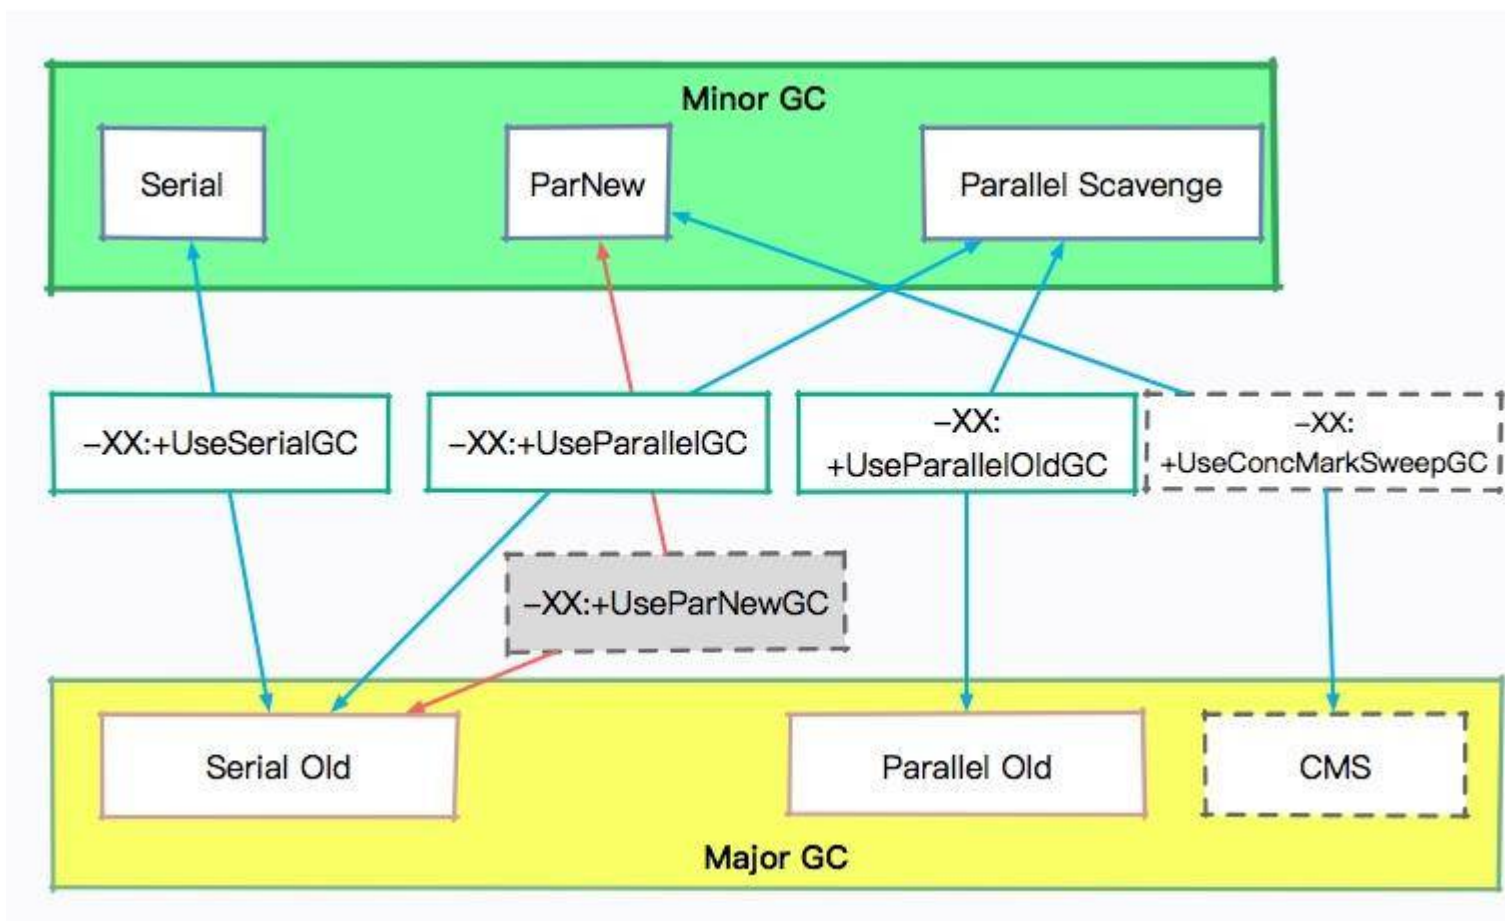 Minor GC
Serial
ParNew
Parallel Scavenge
–XX:+UseSerialGC
–XX:+UseParallelGC
–XX:
+UseParallelOldGC
–XX:
+UseConcMarkSweepGC
–XX:+UseParNewGC
Serial Old
Parallel Old
CMS
Major GC